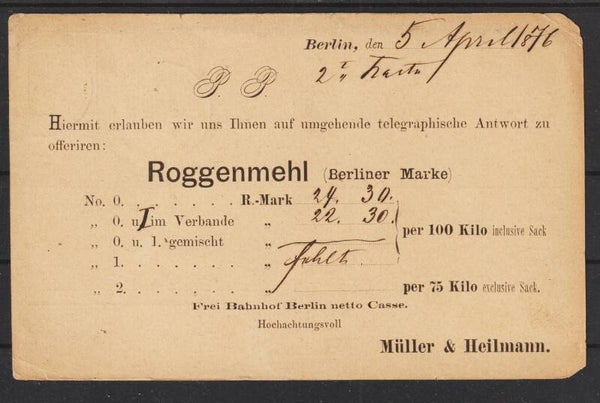 Berlin, den 5 April 1876
2te Karte
P. P.
Hiermit erlauben wir uns Ihnen auf umgehende telegraphische Antwort zu
offeriren:
Roggenmehl (Berliner Marke)
No. 0. . . . . . . . R.-Mark 24. 30.
„ 0. u. I im Verbande „ 22. 30.
„ 0. u. 1. gemischt „
per 100 Kilo inclusive Sack
„ 1. . . . . . . . „ fehlt.
„ 2. . . . . . . . „ per 75 Kilo exclusive Sack.
Frei Bahnhof Berlin netto Casse.
Hochachtungsvoll
Müller & Heilmann.